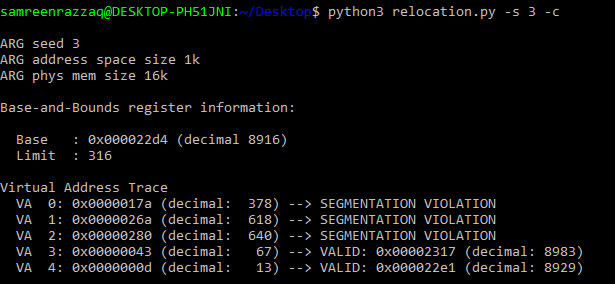 samreenrazzaq@DESKTOP-PH51JNI:~/Desktop$ python3 relocation.py -s 3 -c
ARG seed 3
ARG address space size 1k
ARG phys mem size 16k
Base-and-Bounds register information:
Base   : 0x000022d4 (decimal 8916)
Limit  : 316
Virtual Address Trace
VA  0: 0x0000017a (decimal:  378) --> SEGMENTATION VIOLATION
VA  1: 0x0000026a (decimal:  618) --> SEGMENTATION VIOLATION
VA  2: 0x00000280 (decimal:  640) --> SEGMENTATION VIOLATION
VA  3: 0x00000043 (decimal:   67) --> VALID: 0x00002317 (decimal: 8983)
VA  4: 0x0000000d (decimal:   13) --> VALID: 0x000022e1 (decimal: 8929)